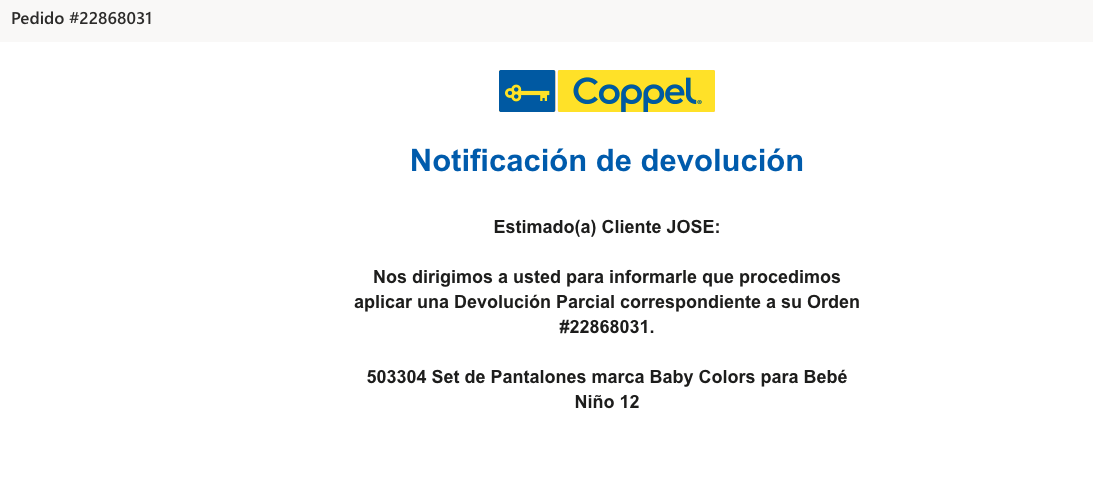 Pedido #22868031
Coppel®
Notificación de devolución
Estimado(a) Cliente JOSE:
Nos dirigimos a usted para informarle que procedimos
aplicar una Devolución Parcial correspondiente a su Orden
#22868031.
503304 Set de Pantalones marca Baby Colors para Bebé
Niño 12